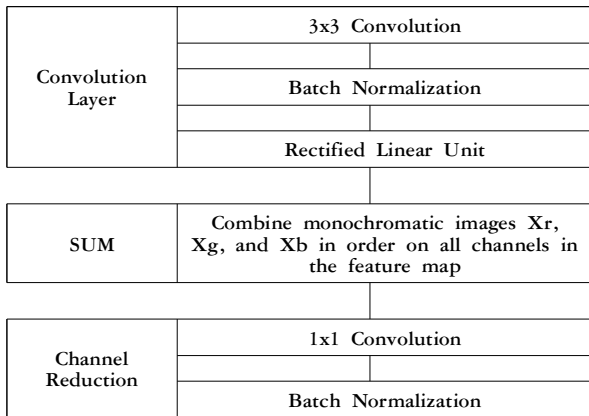 Convolution
Layer
3x3 Convolution
Batch Normalization
Rectified Linear Unit
SUM
Combine monochromatic images Xr,
Xg, and Xb in order on all channels in
the feature map
Channel
Reduction
1x1 Convolution
Batch Normalization